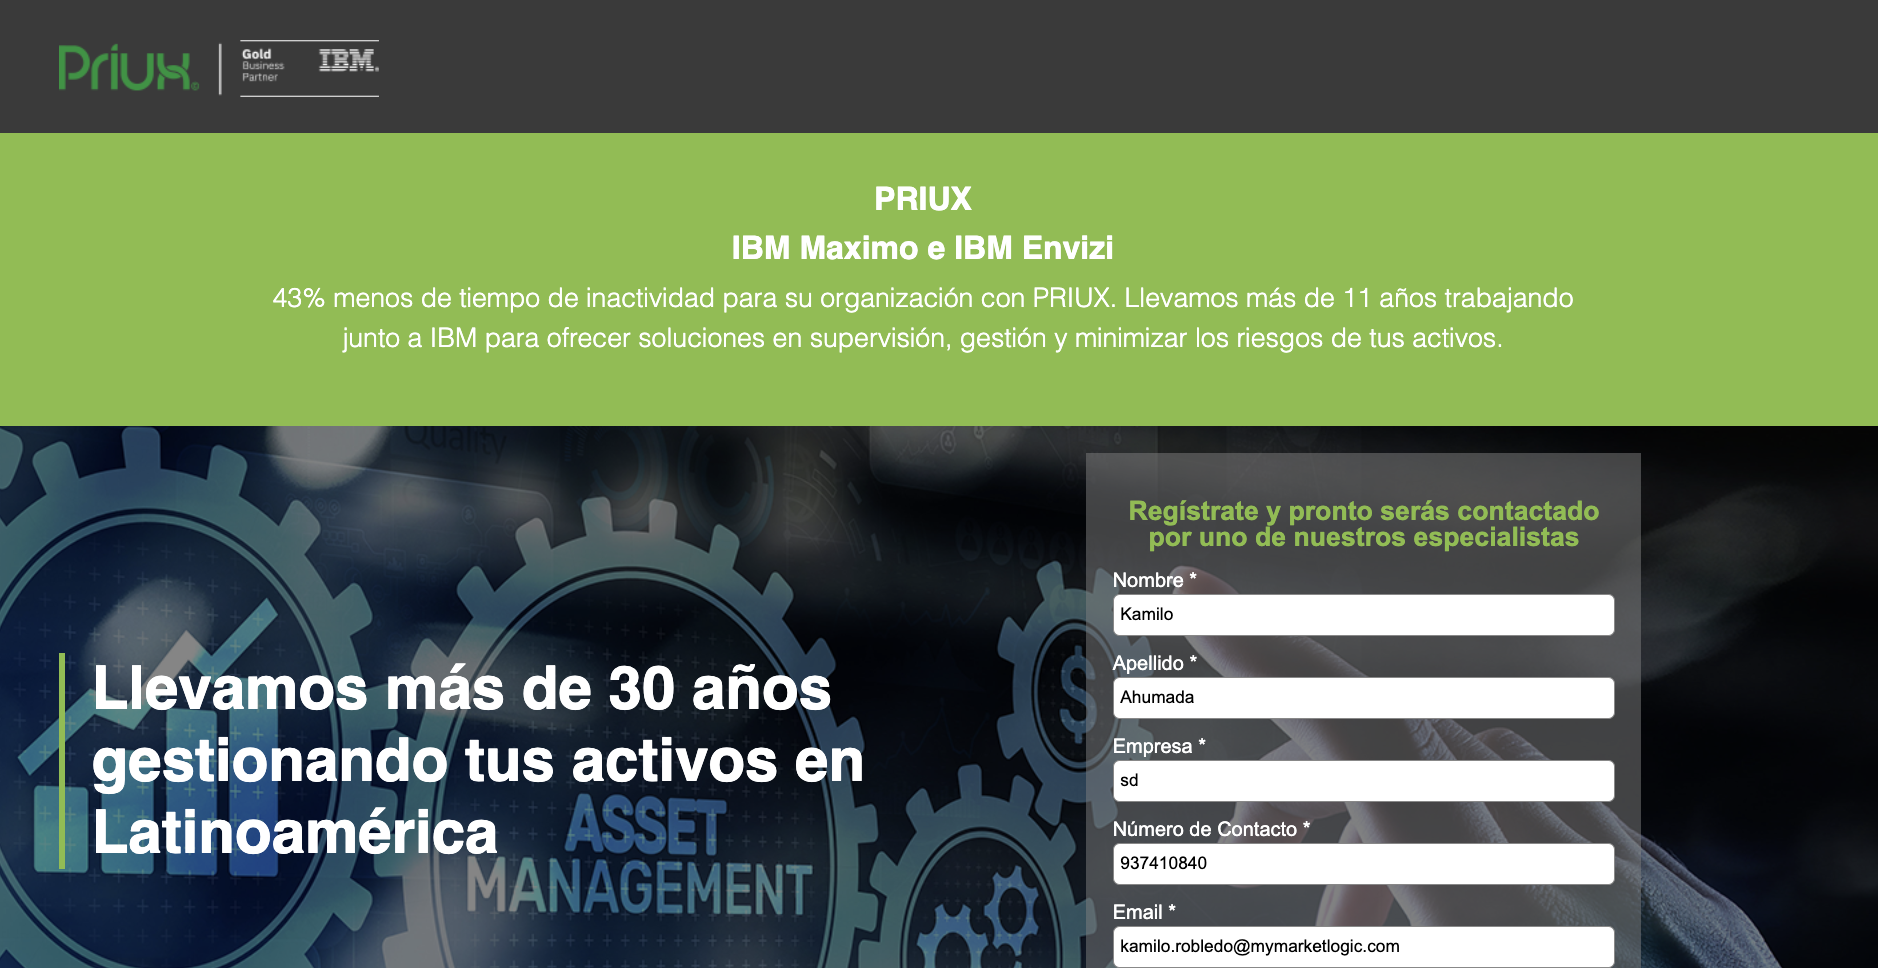 Priux®
Gold
Business
Partner
IBM®
PRIUX
IBM Maximo e IBM Envizi
43% menos de tiempo de inactividad para su organización con PRIUX. Llevamos más de 11 años trabajando
junto a IBM para ofrecer soluciones en supervisión, gestión y minimizar los riesgos de tus activos.
Quality
Llevamos más de 30 años
gestionando tus activos en
Latinoamérica
ASSET
MANAGEMENT
$
Regístrate y pronto serás contactado
por uno de nuestros especialistas
Nombre *
Kamilo
Apellido *
Ahumada
Empresa *
sd
Número de Contacto *
937410840
Email *
kamilo.robledo@mymarketlogic.com